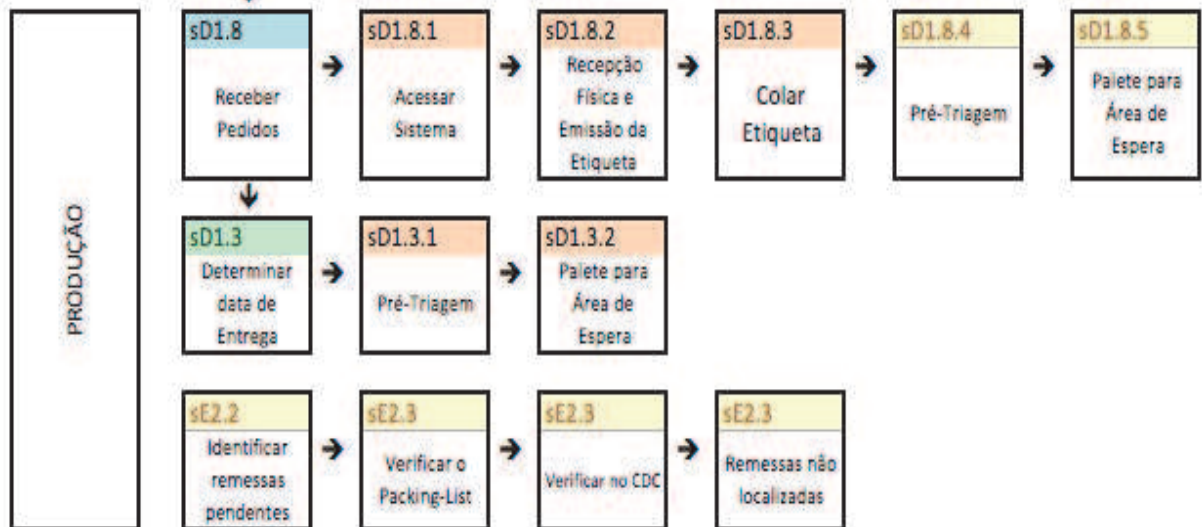 PRODUÇÃO
sD1.8
Receber
Pedidos
sD1.8.1
Acessar
Sistema
sD1.8.2
Recepção
Física e
Emissão da
Etiqueta
sD1.8.3
Colar
Etiqueta
sD1.8.4
Pré-Triagem
sD1.8.5
Palete para
Área de
Espera
sD1.3
Determinar
data de
Entrega
sD1.3.1
Pré-Triagem
sD1.3.2
Palete para
Área de
Espera
sE2.2
Identificar
remessas
pendentes
sE2.3
Verificar o
Packing-List
sE2.3
Verificar no CDC
sE2.3
Remessas não
localizadas